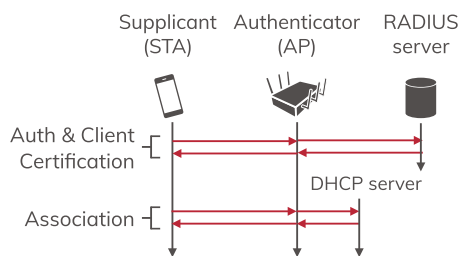 Supplicant
(STA)
Authenticator
(AP)
RADIUS
server
Auth & Client
Certification
DHCP server
Association